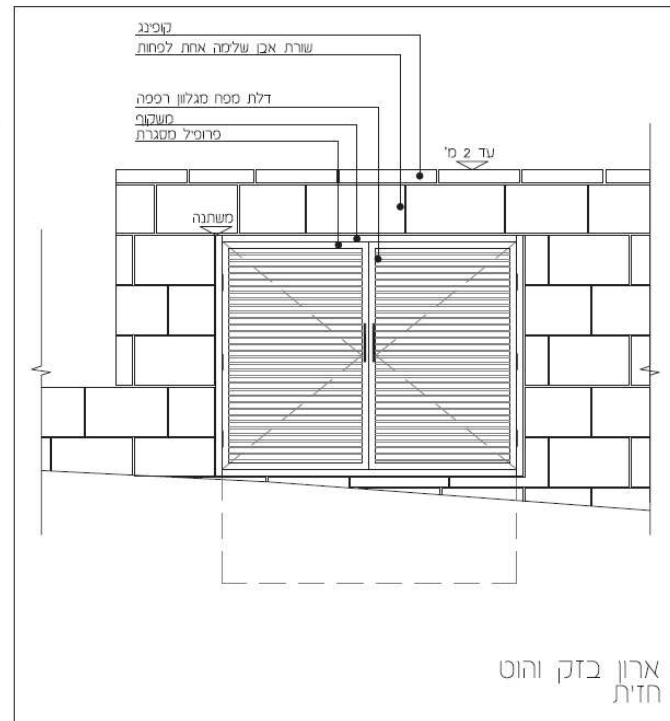 קופינג
שורת אבן שלמה אחת לפחות
דלת מפח מגלוון רפפה
משקוף
פרופיל מסגרת
עד 2 מ'
משתנה
ארון בזק והוט
חזית